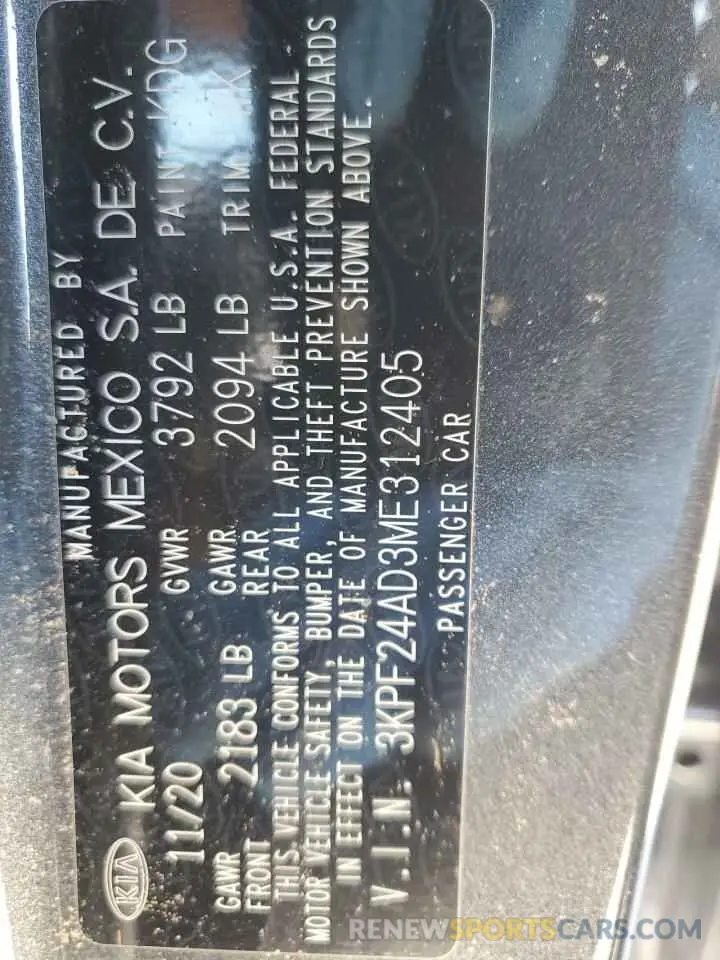 MANUFACTURED BY
KIA KIA MOTORS MEXICO S.A. DE C.V.
11/20 GVWR 3792 LB PAINT KDG
GAWR FRONT 2183 LB GAWR REAR 2094 LB TRIM
THIS VEHICLE CONFORMS TO ALL APPLICABLE U.S.A. FEDERAL
MOTOR VEHICLE SAFETY, BUMPER, AND THEFT PREVENTION STANDARDS
IN EFFECT ON THE DATE OF MANUFACTURE SHOWN ABOVE.
V.I.N. 3KPF24AD3ME312405
PASSENGER CAR
RENEWSPORTSCARS.COM